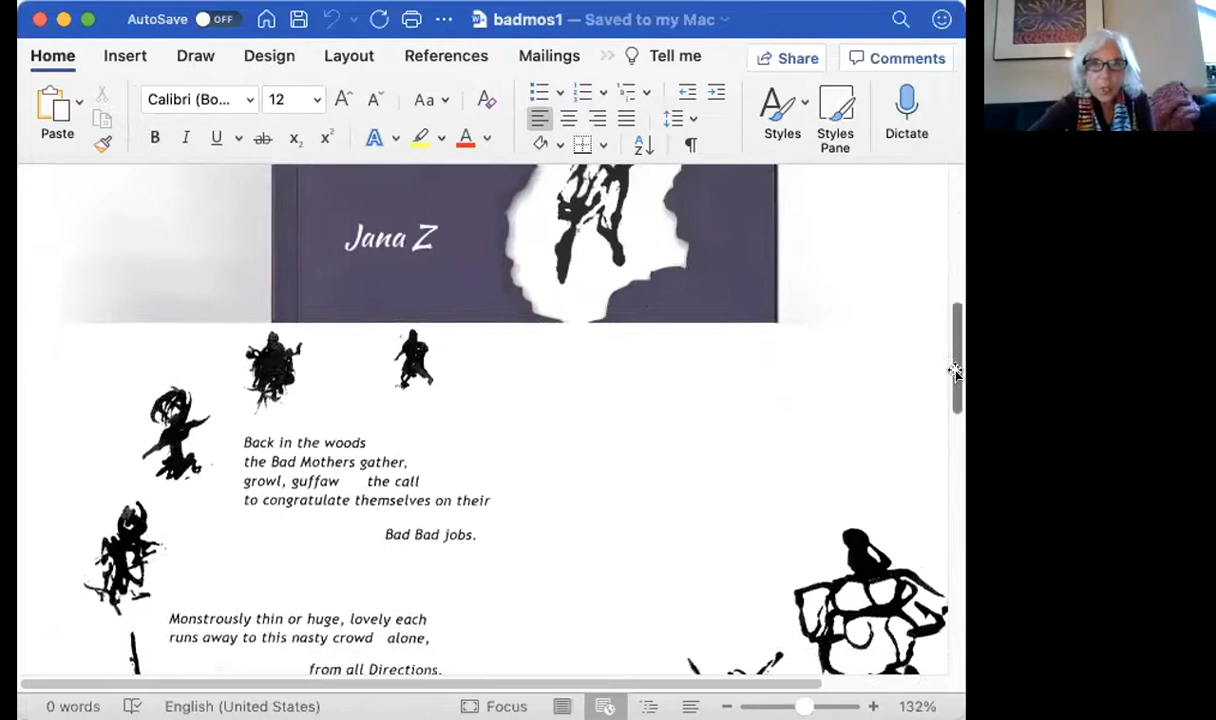 AutoSave OFF
badmos1 — Saved to my Mac
Home Insert Draw Design Layout References Mailings Tell me Share Comments
Paste
Calibri (Bo... 12
Styles
Styles Pane
Dictate
Jana Z
Back in the woods
the Bad Mothers gather,
growl, guffaw the call
to congratulate themselves on their
Bad Bad jobs.
Monstrously thin or huge, lovely each
runs away to this nasty crowd alone,
from all Directions.
0 words English (United States) Focus 132%